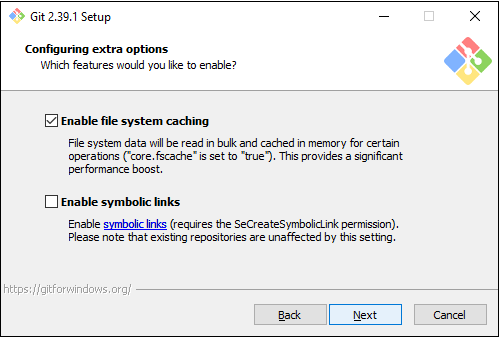 Git 2.39.1 Setup
Configuring extra options
Which features would you like to enable?
Enable file system caching
File system data will be read in bulk and cached in memory for certain
operations ("core.fscache" is set to "true"). This provides a significant
performance boost.
Enable symbolic links
Enable symbolic links (requires the SeCreateSymbolicLink permission).
Please note that existing repositories are unaffected by this setting.
https://gitforwindows.org/
Back
Next
Cancel